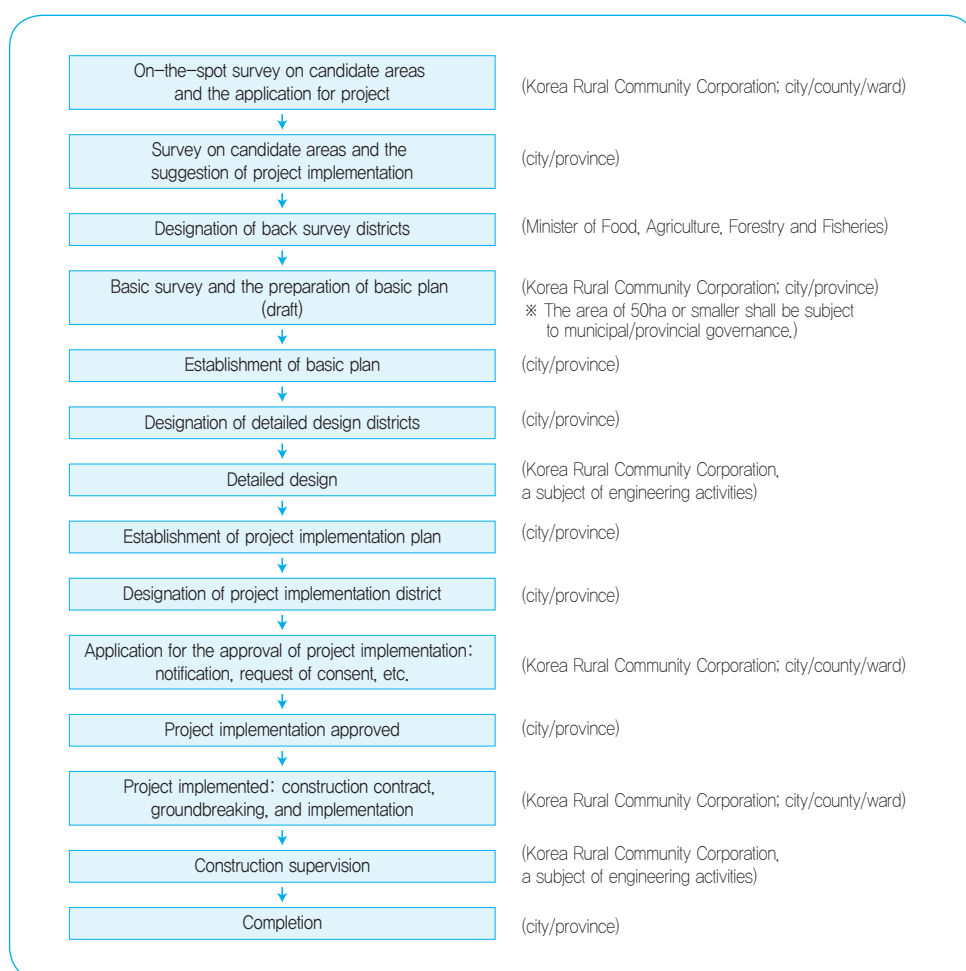 On-the-spot survey on candidate areas
and the application for project
(Korea Rural Community Corporation; city/county/ward)
Survey on candidate areas and the
suggestion of project implementation
(city/province)
Designation of back survey districts
(Minister of Food, Agriculture, Forestry and Fisheries)
Basic survey and the preparation of basic plan
(draft)
(Korea Rural Community Corporation; city/province)
※ The area of 50ha or smaller shall be subject
to municipal/provincial governance.)
Establishment of basic plan
(city/province)
Designation of detailed design districts
(city/province)
Detailed design
(Korea Rural Community Corporation,
a subject of engineering activities)
Establishment of project implementation plan
(city/province)
Designation of project implementation district
(city/province)
Application for the approval of project implementation:
notification, request of consent, etc.
(Korea Rural Community Corporation; city/county/ward)
Project implementation approved
(city/province)
Project implemented: construction contract,
groundbreaking, and implementation
(Korea Rural Community Corporation; city/county/ward)
Construction supervision
(Korea Rural Community Corporation,
a subject of engineering activities)
Completion
(city/province)